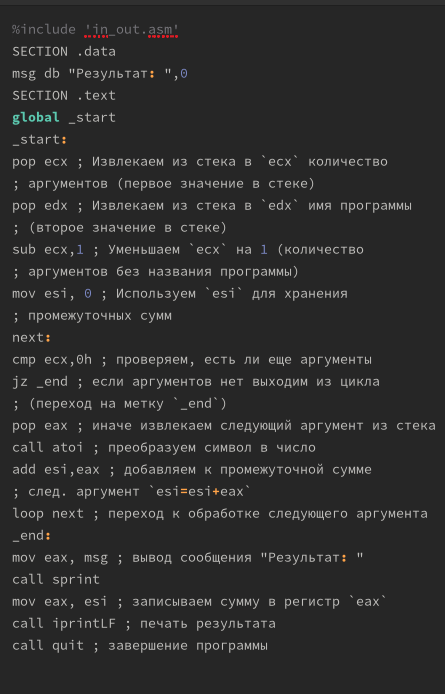 %include 'in_out.asm'
SECTION .data
msg db "Результат: ",0
SECTION .text
global _start
_start:
pop ecx ; Извлекаем из стека в `ecx` количество
; аргументов (первое значение в стеке)
pop edx ; Извлекаем из стека в `edx` имя программы
; (второе значение в стеке)
sub ecx,1 ; Уменьшаем `ecx` на 1 (количество
; аргументов без названия программы)
mov esi, 0 ; Используем `esi` для хранения
; промежуточных сумм
next:
cmp ecx,0h ; проверяем, есть ли еще аргументы
jz _end ; если аргументов нет выходим из цикла
; (переход на метку `_end`)
pop eax ; иначе извлекаем следующий аргумент из стека
call atoi ; преобразуем символ в число
add esi,eax ; добавляем к промежуточной сумме
; след. аргумент `esi=esi+eax`
loop next ; переход к обработке следующего аргумента
_end:
mov eax, msg ; вывод сообщения "Результат: "
call sprint
mov eax, esi ; записываем сумму в регистр `eax`
call iprintLF ; печать результата
call quit ; завершение программы